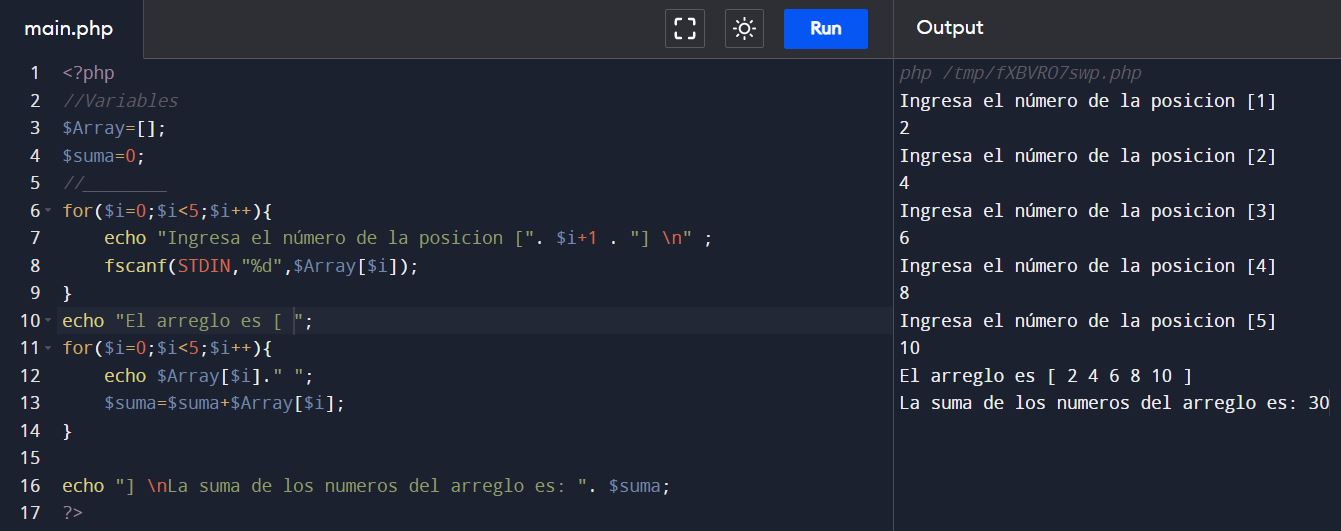 main.php
Run
1 <?php
2 //Variables
3 $Array=[];
4 $suma=0;
5 //________
6 for($i=0;$i<5;$i++){
7     echo "Ingresa el número de la posicion [". $i+1 . "] \n" ;
8     fscanf(STDIN,"%d",$Array[$i]);
9 }
10 echo "El arreglo es [ ";
11 for($i=0;$i<5;$i++){
12     echo $Array[$i]." ";
13     $suma=$suma+$Array[$i];
14 }
15
16 echo "] \nLa suma de los numeros del arreglo es: ". $suma;
17 ?>
Output
php /tmp/fXBVRO7swp.php
Ingresa el número de la posicion [1]
2
Ingresa el número de la posicion [2]
4
Ingresa el número de la posicion [3]
6
Ingresa el número de la posicion [4]
8
Ingresa el número de la posicion [5]
10
El arreglo es [ 2 4 6 8 10 ]
La suma de los numeros del arreglo es: 30